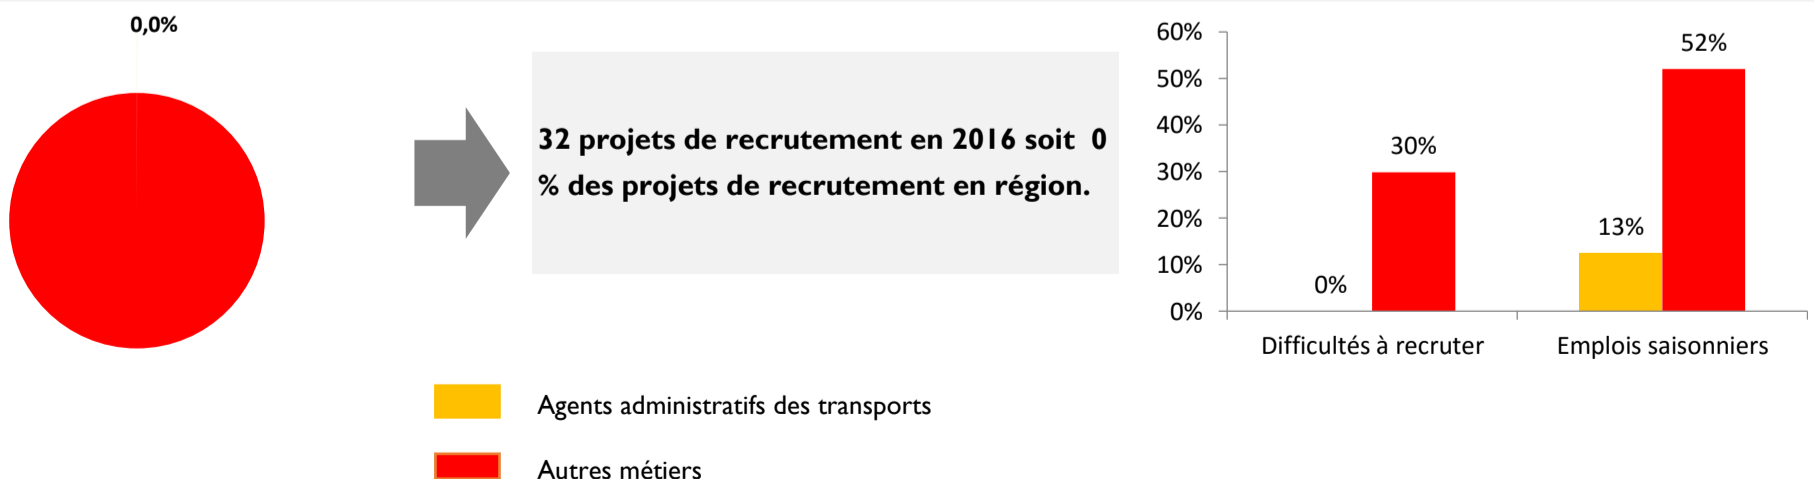 0,0%
32 projets de recrutement en 2016 soit 0
% des projets de recrutement en région.
60%
50%
40%
30%
20%
10%
0%
0%
30%
13%
52%
Difficultés à recruter
Emplois saisonniers
Agents administratifs des transports
Autres métiers